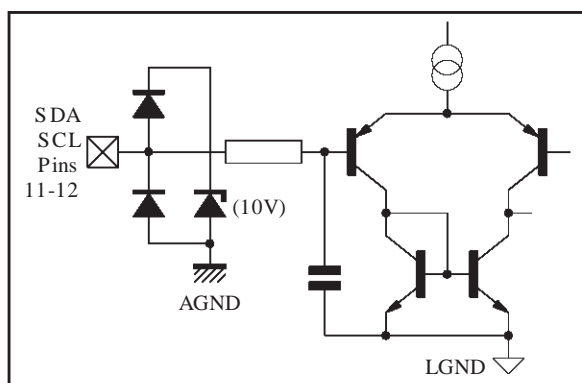 SDA
SCL
Pins
11-12
(10V)
AGND
LGND